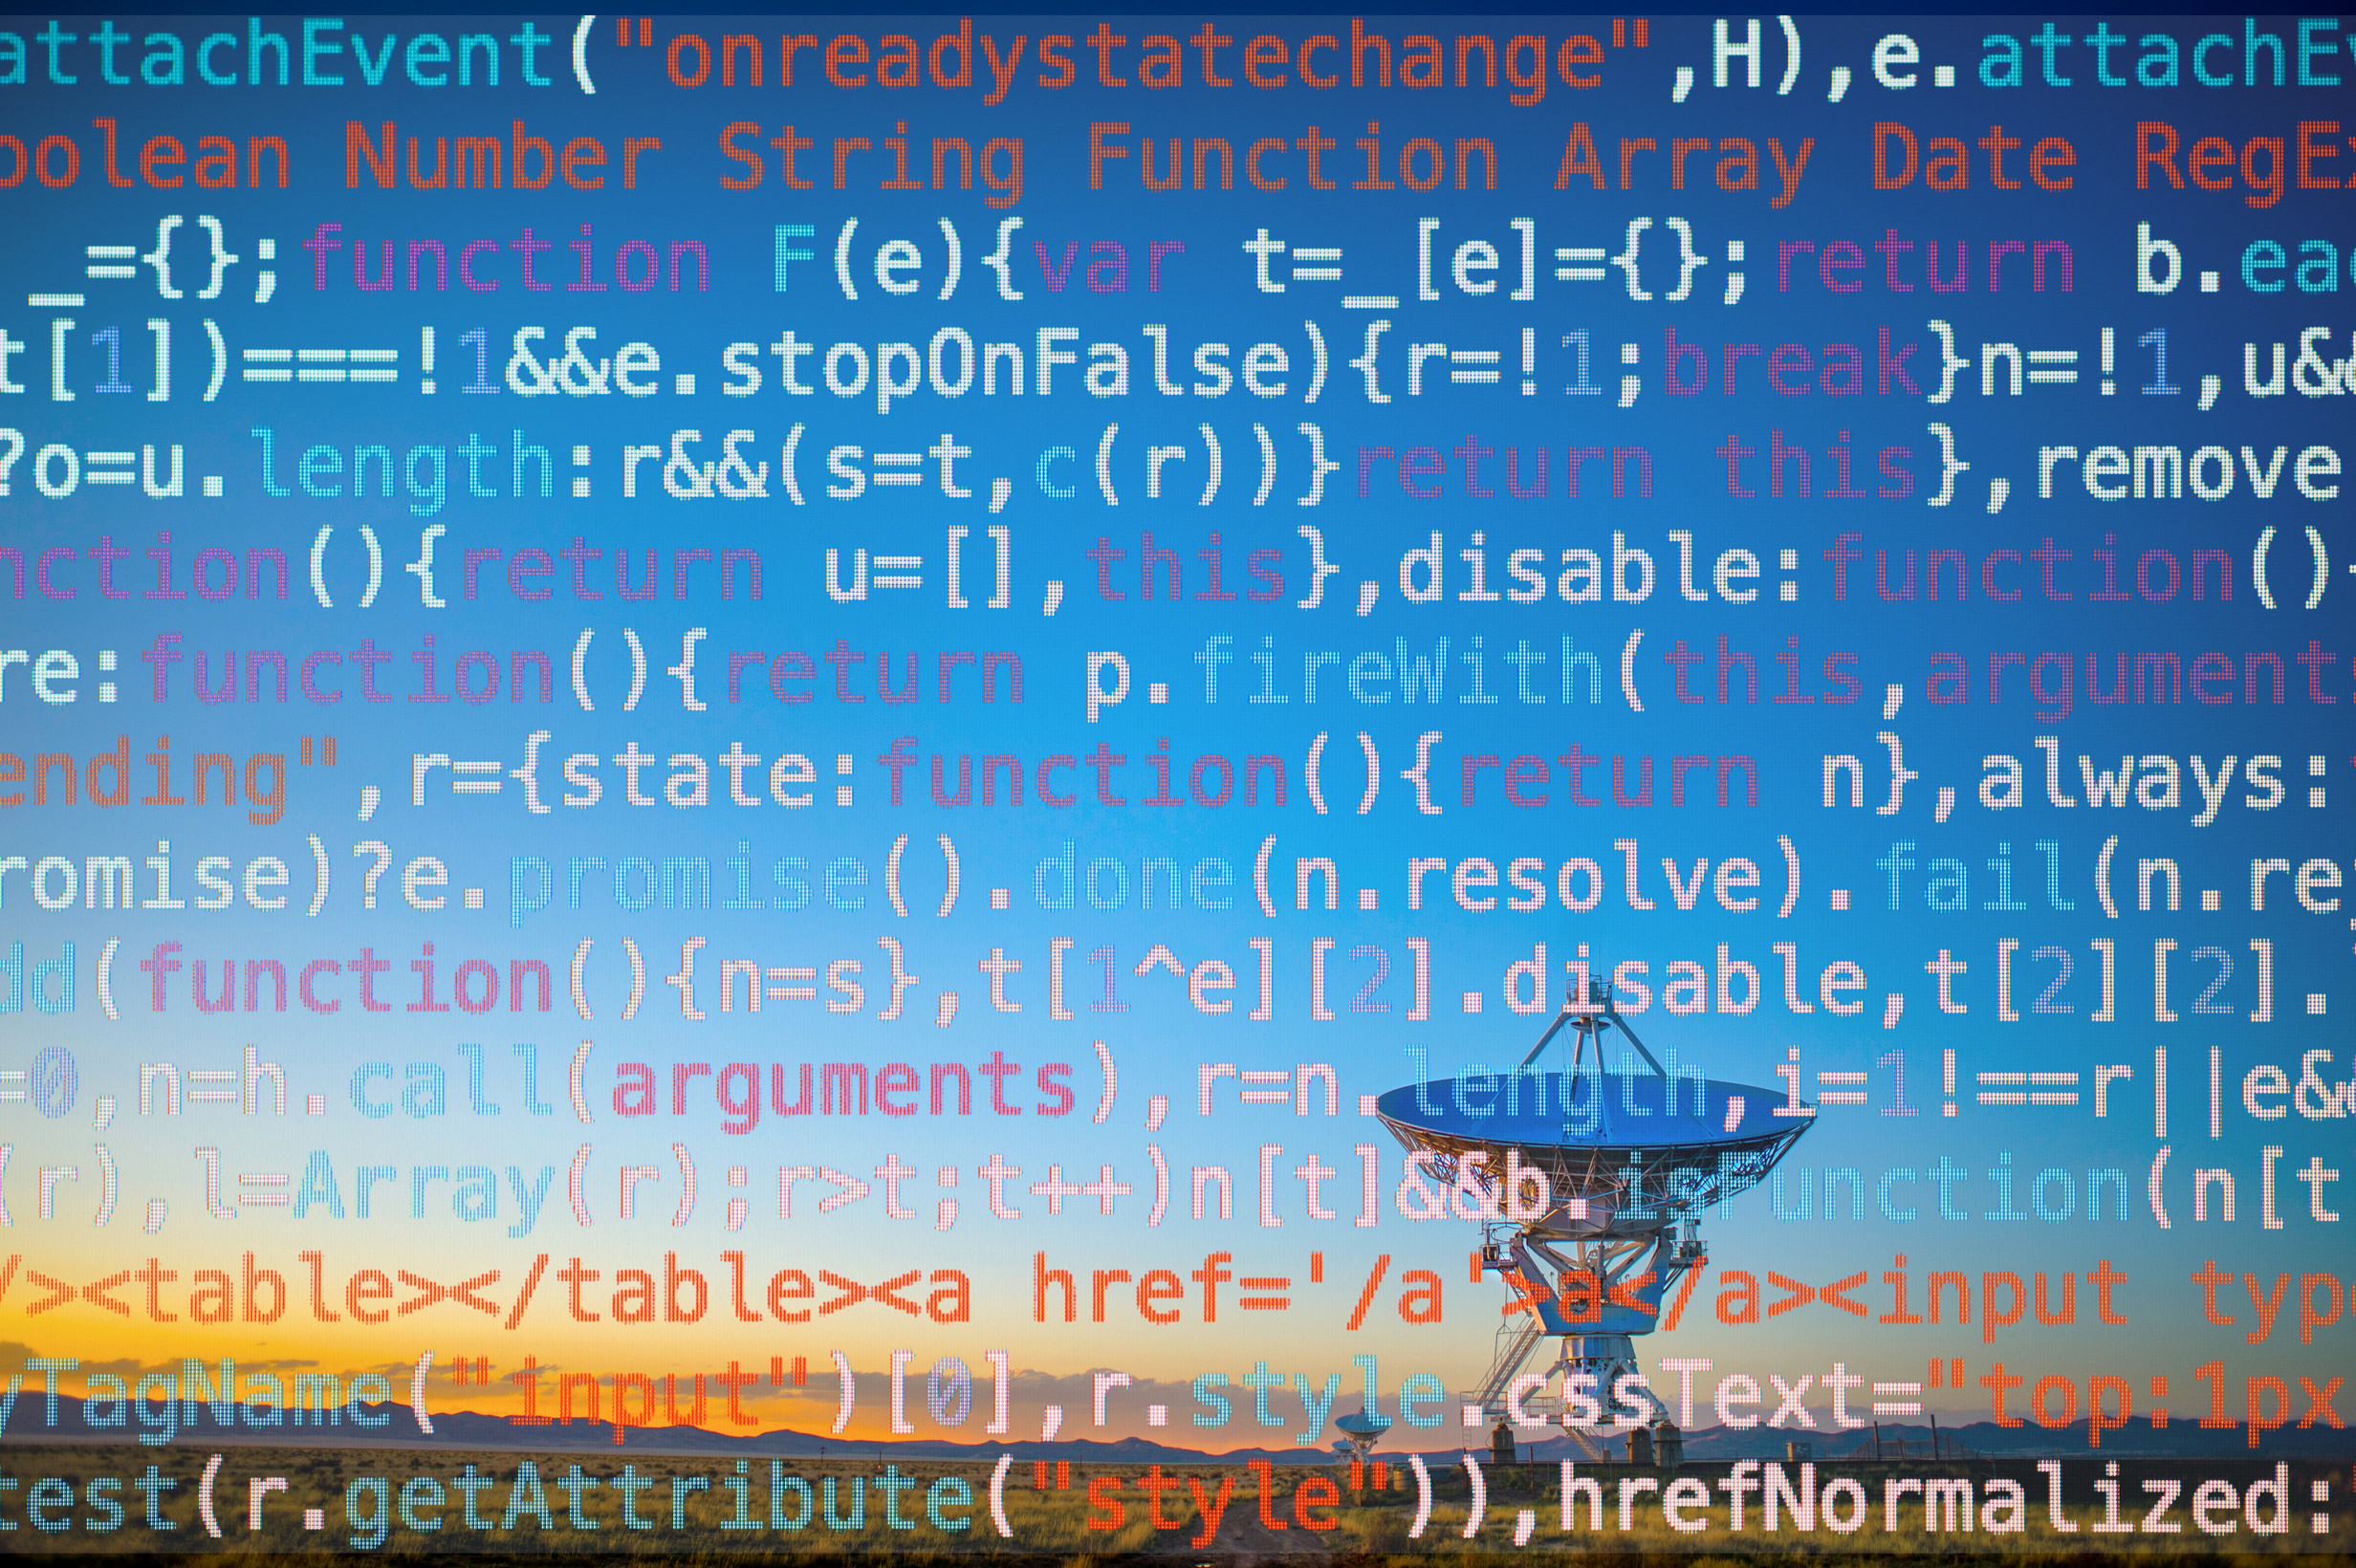 attachEvent("onreadystatechange",H),e.attachEv
oolean Number String Function Array Date RegEx
_={};function F(e){var t=_[e]={};return b.eac
t[1])===!1&&e.stopOnFalse){r=!1;break}n=!1,u&&
?o=u.length:r&&(s=t,c(r))}return this},remove
nction(){return u=[],this},disable:function(){
re:function(){return p.fireWith(this,arguments
ending",r={state:function(){return n},always:
romise)?e.promise().done(n.resolve).fail(n.rej
dd(function(){n=s},t[1^e][2].disable,t[2][2].
=0,n=h.call(arguments),r=n.length,i=1!==r||e&&
(r),l=Array(r);r>t;t++)n[t]&&b.isFunction(n[t
/><table></table><a href='/a'>a</a><input typ
yTagName("input")[0],r.style.cssText="top:1px
test(r.getAttribute("style")),hrefNormalized: